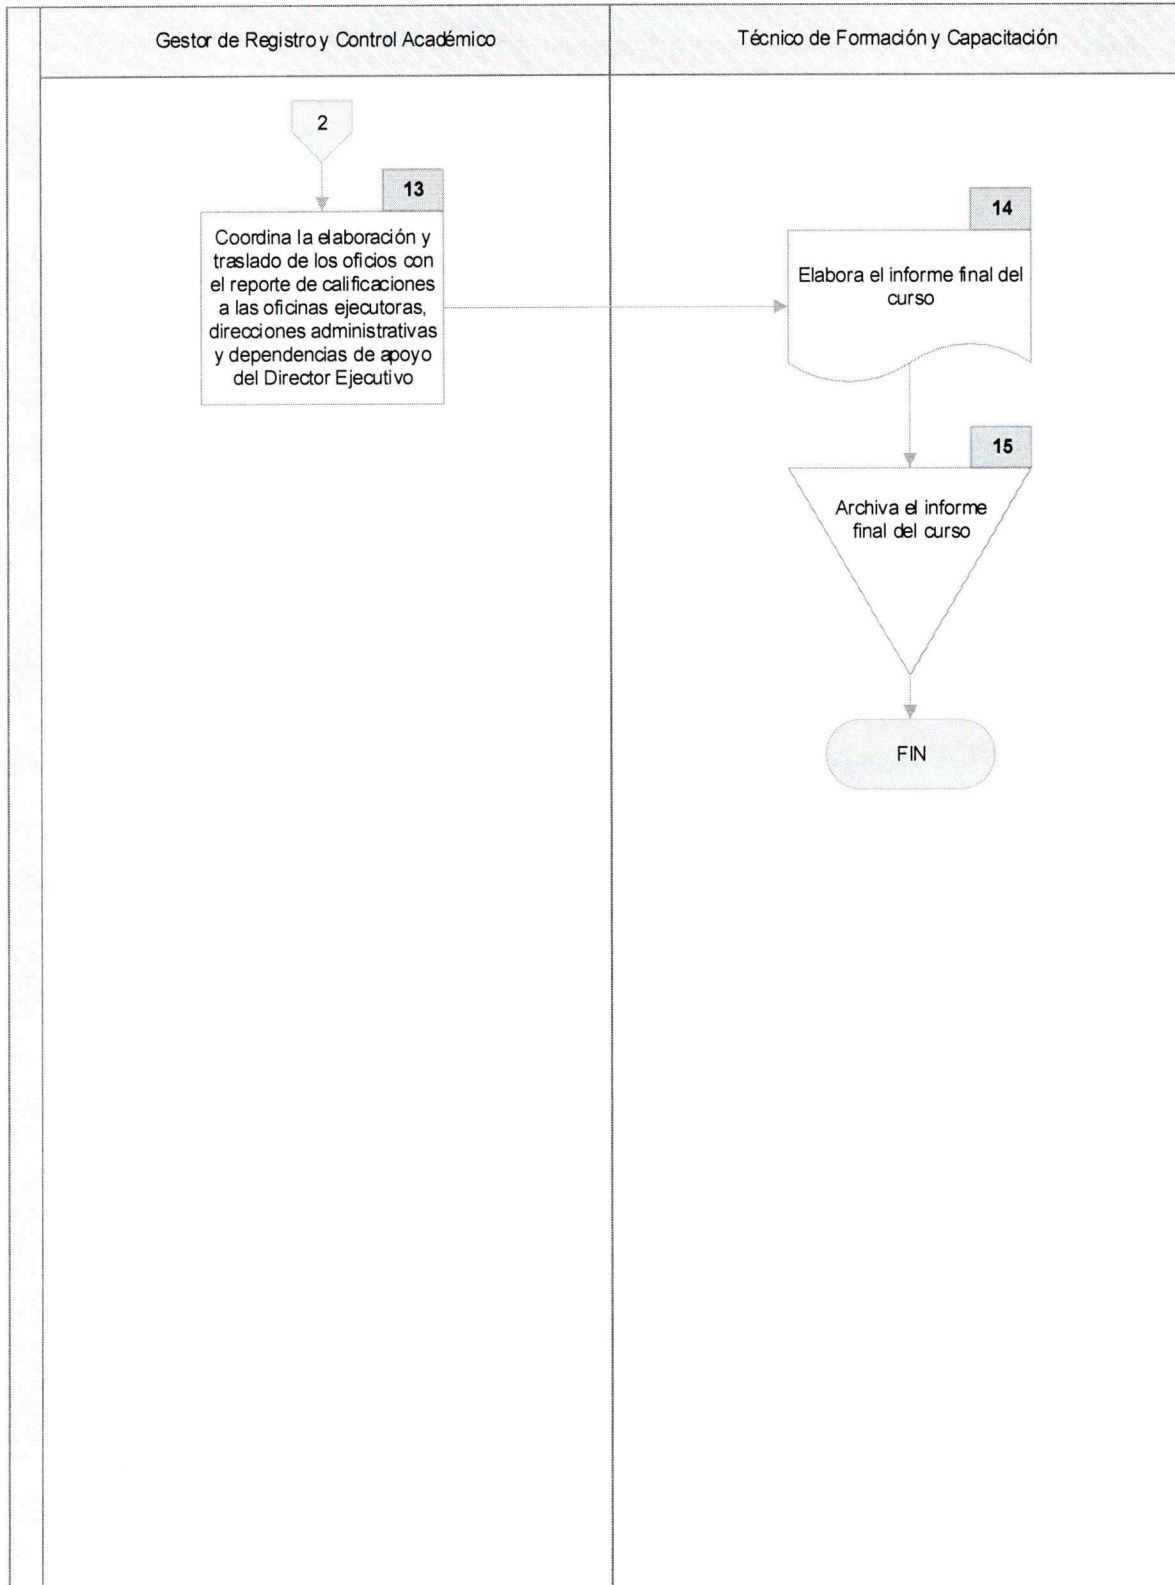 Gestor de Registro y Control Académico
Técnico de Formación y Capacitación
2
13
Coordina la elaboración y
traslado de los oficios con
el reporte de calificaciones
a las oficinas ejecutoras,
direcciones administrativas
y dependencias de apoyo
del Director Ejecutivo
14
Elabora el informe final del
curso
15
Archiva el informe
final del curso
FIN